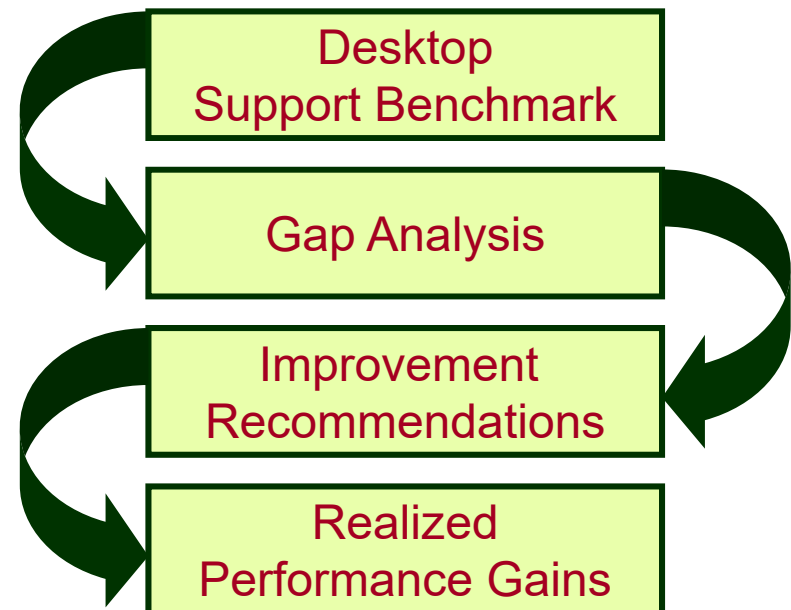 Desktop
Support Benchmark
Gap Analysis
Improvement
Recommendations
Realized
Performance Gains